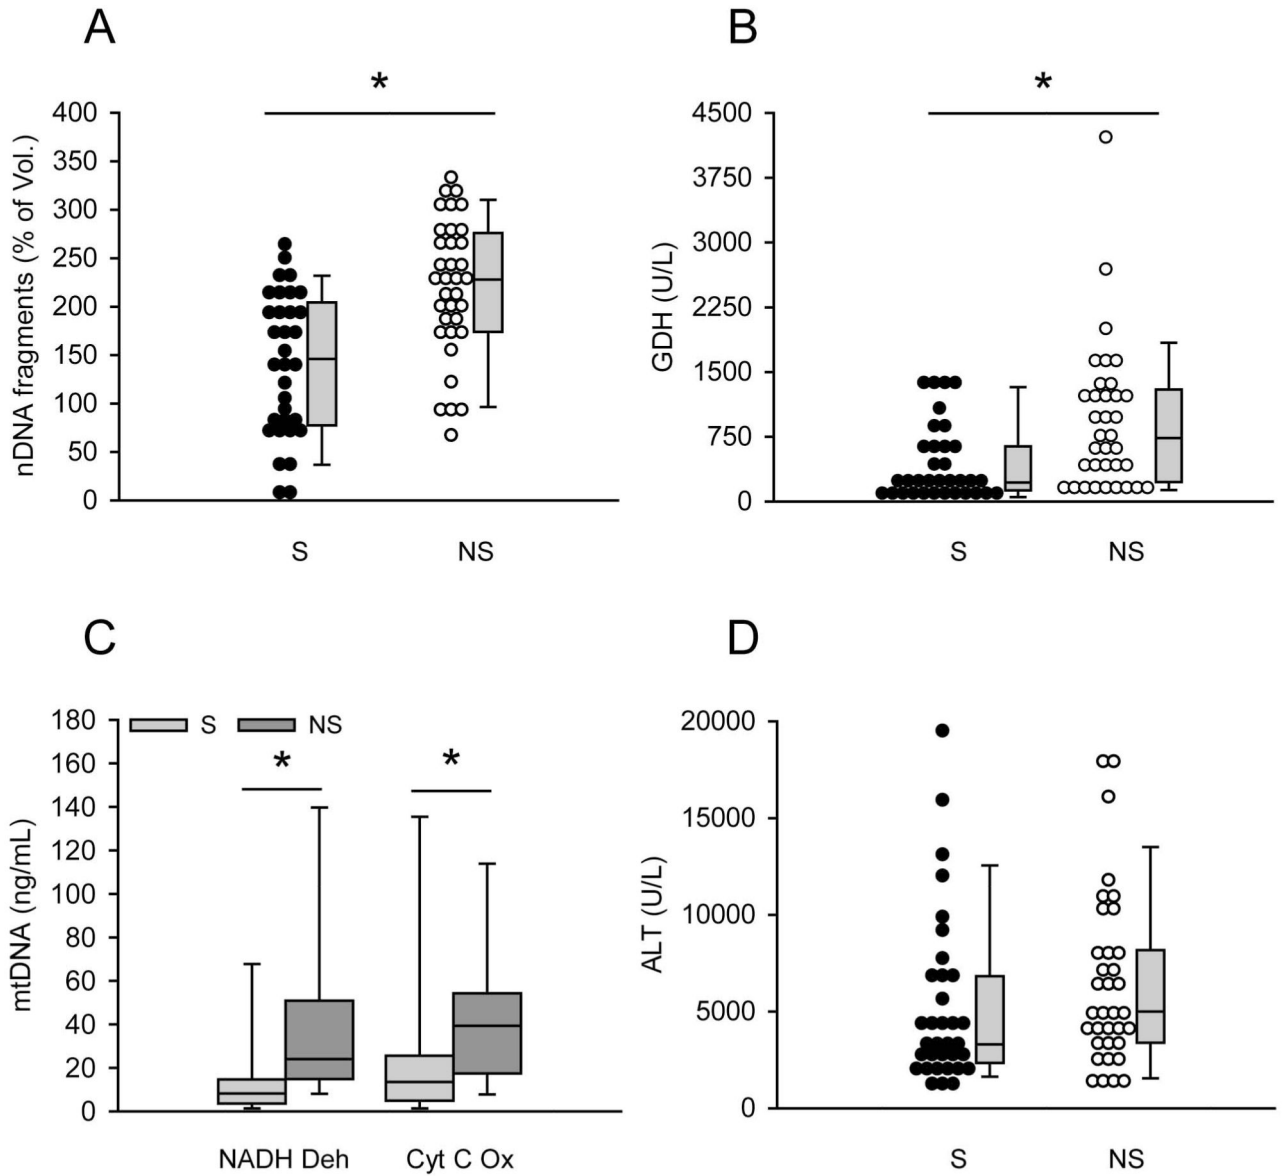 A
*
nDNA fragments (% of Vol.)
400
350
300
250
200
150
100
50
0
S
NS
B
*
GDH (U/L)
4500
3750
3000
2250
1500
750
0
S
NS
C
S
NS
*
*
mtDNA (ng/mL)
180
160
140
120
100
80
60
40
20
0
NADH Deh
Cyt C Ox
D
ALT (U/L)
20000
15000
10000
5000
0
S
NS